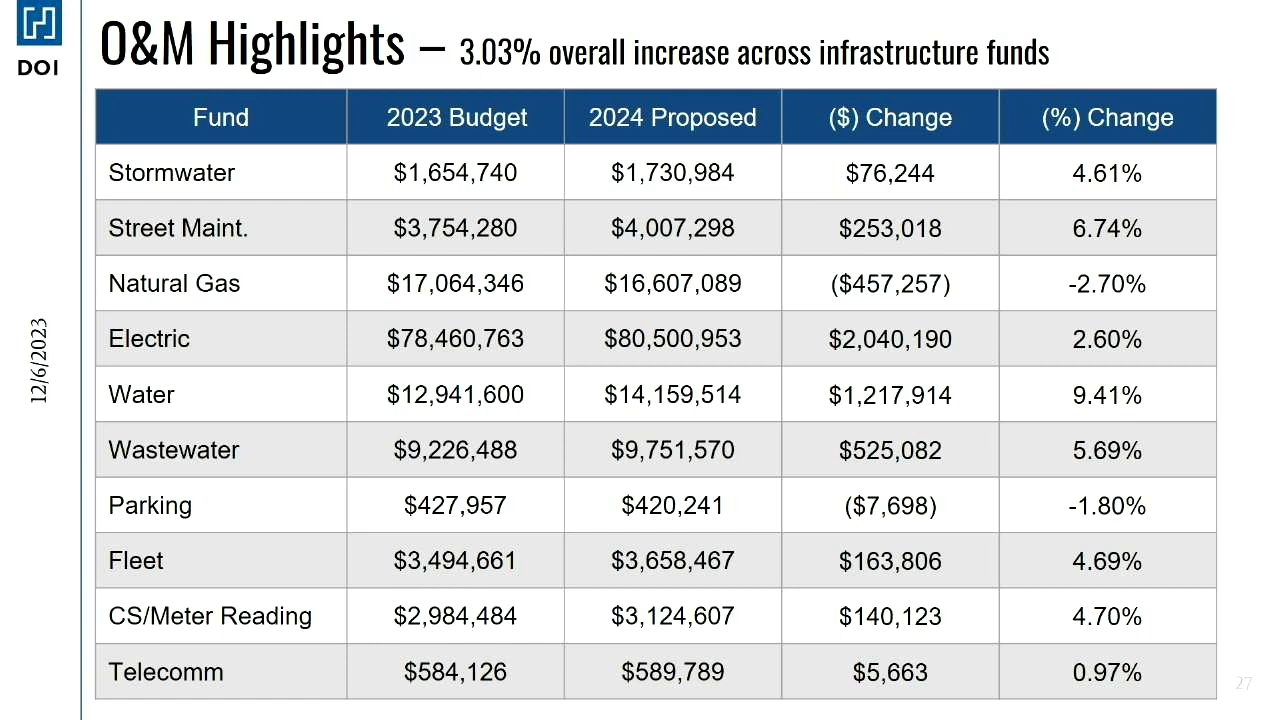 DOI
O&M Highlights – 3.03% overall increase across infrastructure funds
Fund 2023 Budget 2024 Proposed ($) Change (%) Change
Stormwater $1,654,740 $1,730,984 $76,244 4.61%
Street Maint. $3,754,280 $4,007,298 $253,018 6.74%
Natural Gas $17,064,346 $16,607,089 ($457,257) -2.70%
Electric $78,460,763 $80,500,953 $2,040,190 2.60%
Water $12,941,600 $14,159,514 $1,217,914 9.41%
Wastewater $9,226,488 $9,751,570 $525,082 5.69%
Parking $427,957 $420,241 ($7,698) -1.80%
Fleet $3,494,661 $3,658,467 $163,806 4.69%
CS/Meter Reading $2,984,484 $3,124,607 $140,123 4.70%
Telecomm $584,126 $589,789 $5,663 0.97%
12/6/2023
27